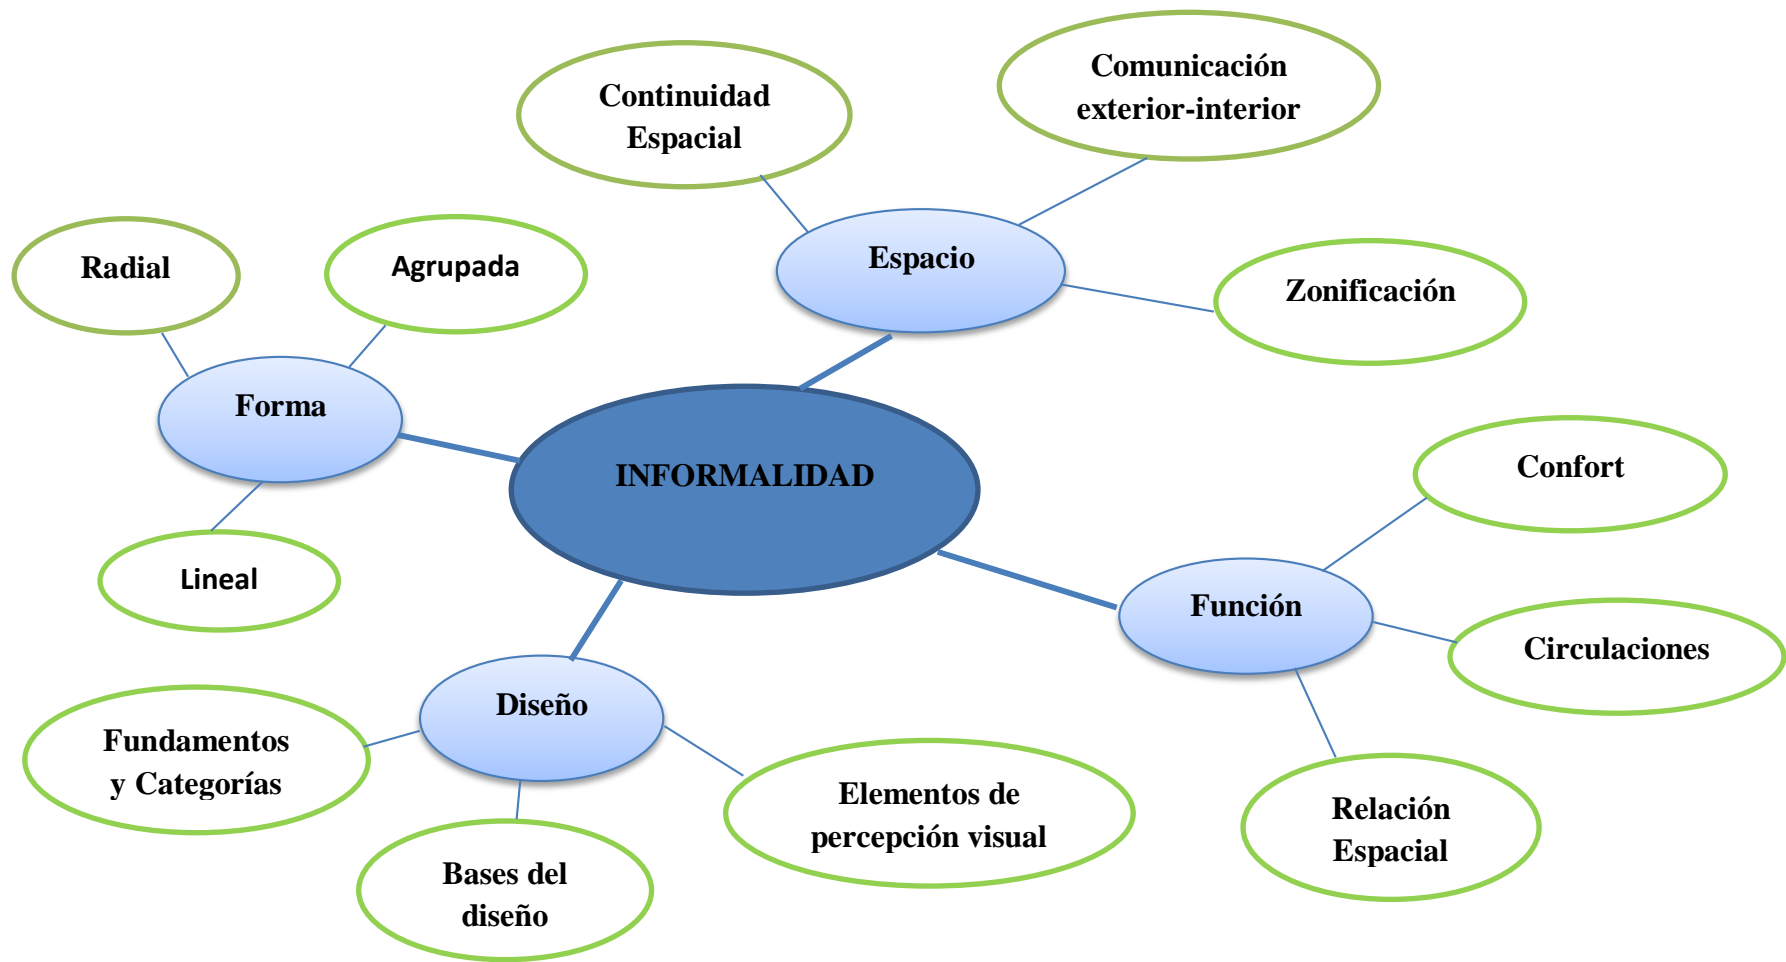 Continuidad
Espacial
Comunicación
exterior-interior
Radial
Agrupada
Espacio
Zonificación
Forma
INFORMALIDAD
Confort
Lineal
Función
Circulaciones
Diseño
Fundamentos
y Categorías
Elementos de
percepción visual
Relación
Espacial
Bases del
diseño